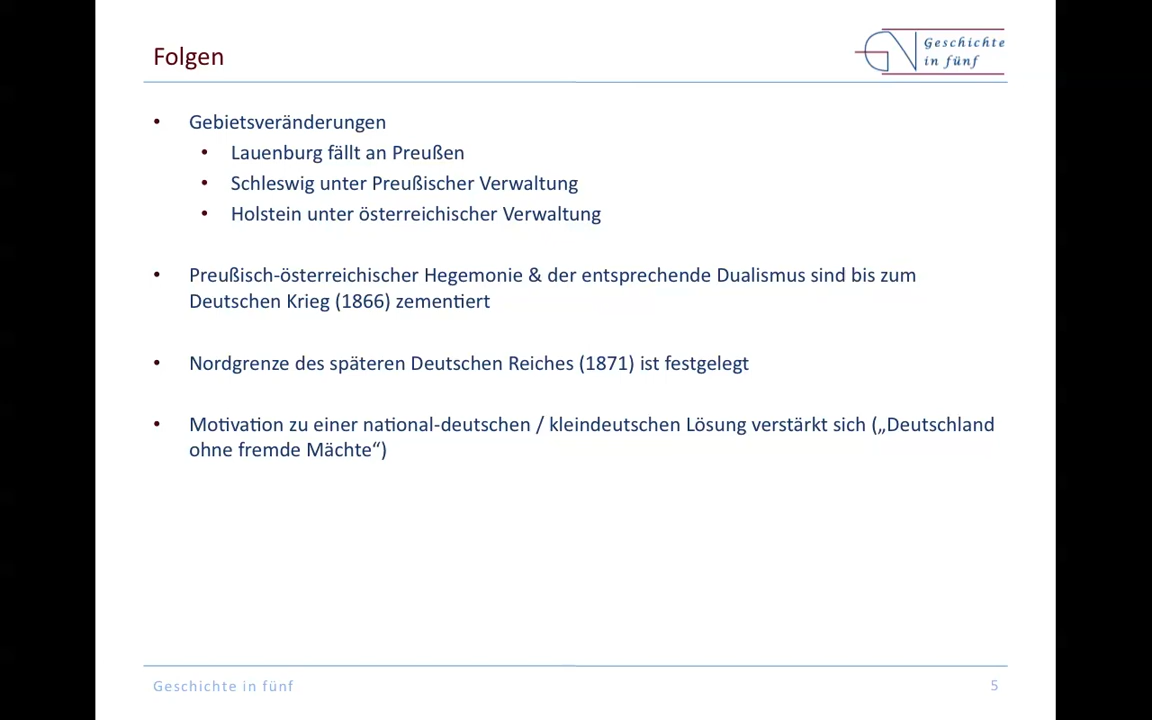 Folgen
Geschichte
in fünf
• Gebietsveränderungen
• Lauenburg fällt an Preußen
• Schleswig unter Preußischer Verwaltung
• Holstein unter österreichischer Verwaltung
• Preußisch-österreichischer Hegemonie & der entsprechende Dualismus sind bis zum
Deutschen Krieg (1866) zementiert
• Nordgrenze des späteren Deutschen Reiches (1871) ist festgelegt
• Motivation zu einer national-deutschen / kleindeutschen Lösung verstärkt sich („Deutschland
ohne fremde Mächte“)
Geschichte in fünf
5